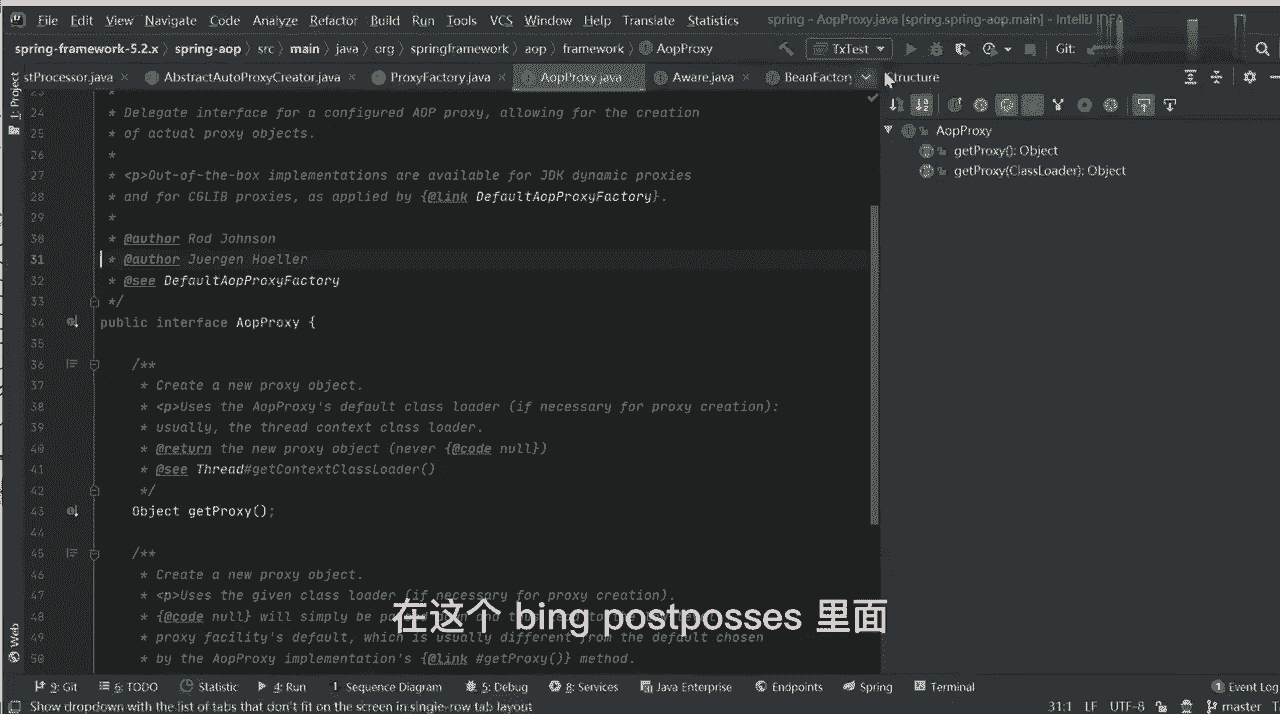 File Edit View Navigate Code Analyze Refactor Build Run Tools VCS Window Help Translate Statistics spring - AopProxy.java [spring.spring-aop.main] - IntelliJ IDEA
spring-framework-5.2.x spring-aop src main java org springframework aop framework AopProxy TxTest Git:
stProcessor.java AbstractAutoProxyCreator.java ProxyFactory.java AopProxy.java Aware.java BeanFactory Structure
1: Project
AopProxy
getProxy(): Object
getProxy(ClassLoader): Object
23 *
24 * Delegate interface for a configured AOP proxy, allowing for the creation
25 * of actual proxy objects.
26 *
27 * <p>Out-of-the-box implementations are available for JDK dynamic proxies
28 * and for CGLIB proxies, as applied by {@link DefaultAopProxyFactory}.
29 *
30 * @author Rod Johnson
31 * @author Juergen Hoeller
32 * @see DefaultAopProxyFactory
33 */
34 public interface AopProxy {
35
36 /**
37 * Create a new proxy object.
38 * <p>Uses the AopProxy's default class loader (if necessary for proxy creation):
39 * usually, the thread context class loader.
40 * @return the new proxy object (never {@code null})
41 * @see Thread#getContextClassLoader()
42 */
43 Object getProxy();
44
45 /**
46 * Create a new proxy object.
47 * <p>Uses the given class loader (if necessary for proxy creation).
48 * {@code null} will simply be
49 * proxy facility's default, which is usually different from the default chosen
50 * by the AopProxy implementation's {@link #getProxy()} method.
在这个 bing postposses 里面
Web
9: Git 6: TODO Statistic 4: Run Sequence Diagram 5: Debug 8: Services Java Enterprise Endpoints Spring Terminal 1 Event Log
Show dropdown with the list of tabs that don't fit on the screen in single-row tab layout 31:1 LF UTF-8 master